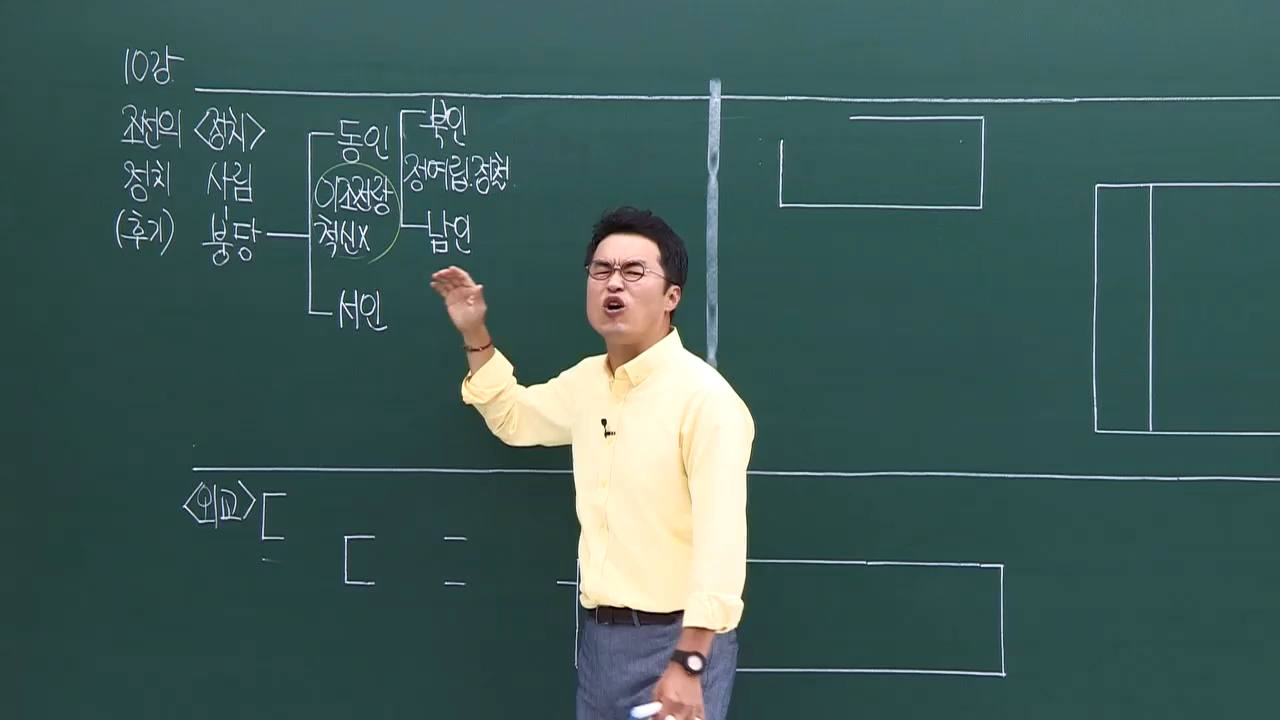 10강
조선의 <정치>
정치 사림
(후기) 붕당
동인
이조전랑
척신X
서인
북인
정여립.정철
남인
<외교>